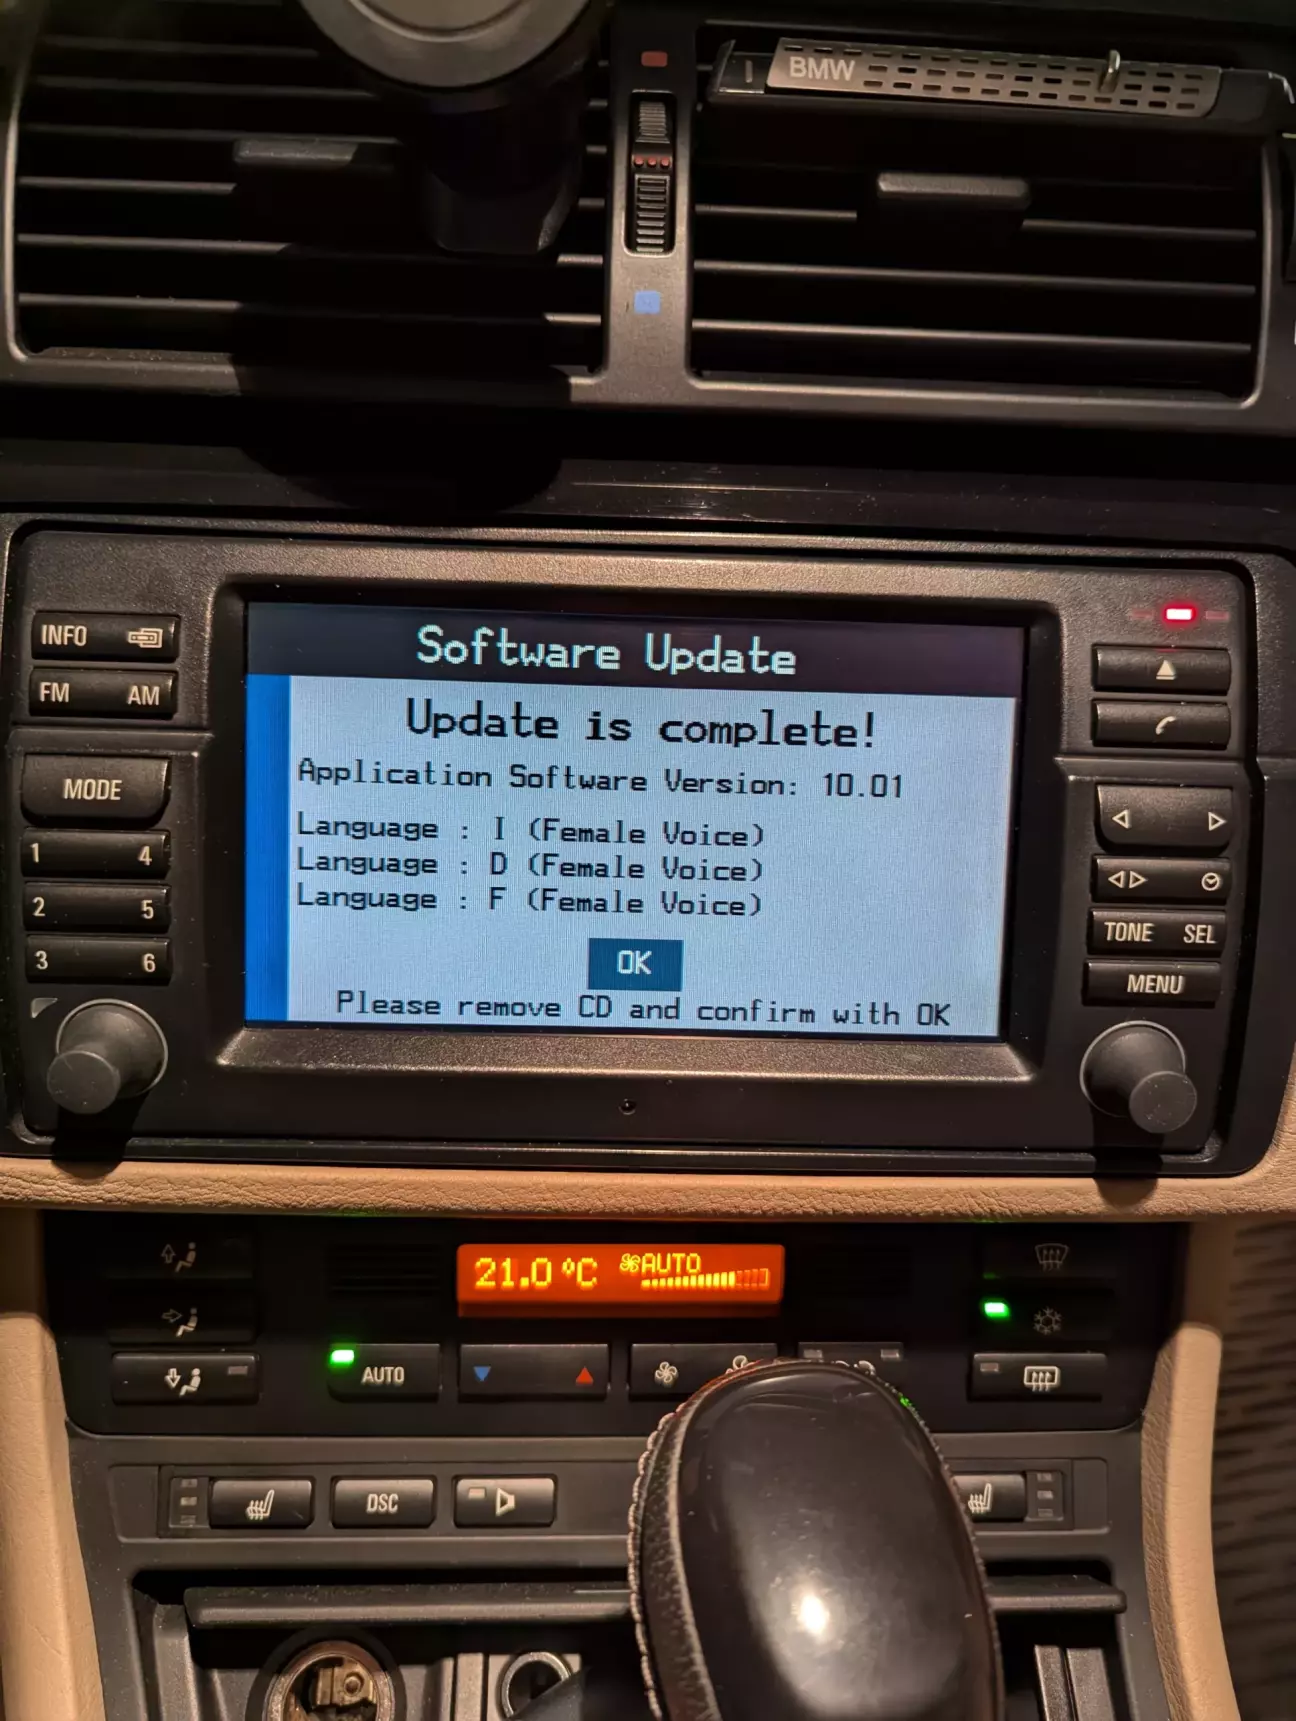 BMW
Software Update
Update is complete!
Application Software Version: 10.01
Language : I (Female Voice)
Language : D (Female Voice)
Language : F (Female Voice)
OK
Please remove CD and confirm with OK
INFO
FM AM
MODE
1 4
2 5
3 6
TONE SEL
MENU
21.0 °C AUTO
AUTO
DSC